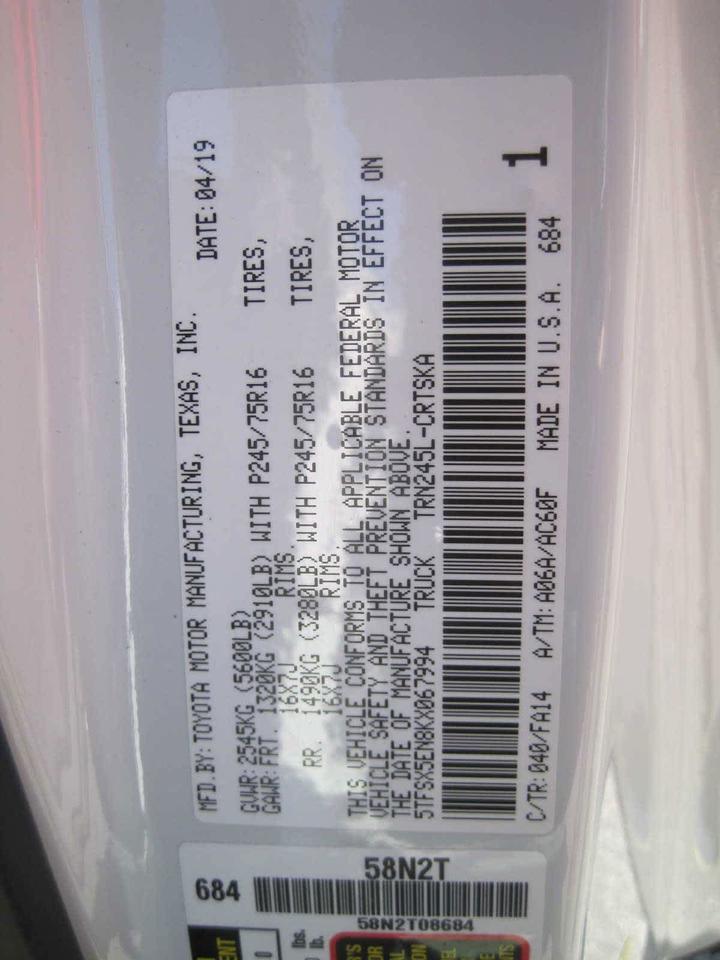 MFD.BY: TOYOTA MOTOR MANUFACTURING, TEXAS, INC. DATE: 04/19
GVWR: 2545KG (5600LB)
GAWR: FRT. 1320KG (2910LB) WITH P245/75R16 TIRES,
16X7J RIMS.
RR. 1490KG (3280LB) WITH P245/75R16 TIRES,
16X7J RIMS.
THIS VEHICLE CONFORMS TO ALL APPLICABLE FEDERAL MOTOR
VEHICLE SAFETY AND THEFT PREVENTION STANDARDS IN EFFECT ON
THE DATE OF MANUFACTURE SHOWN ABOVE.
5TFSX5EN8KX067994 TRUCK TRN245L-CRTSKA
1
C/TR: 040/FA14 A/TM: A06A/AC60F MADE IN U.S.A. 684
58N2T
684
58N2T08684
lbs.
lb.